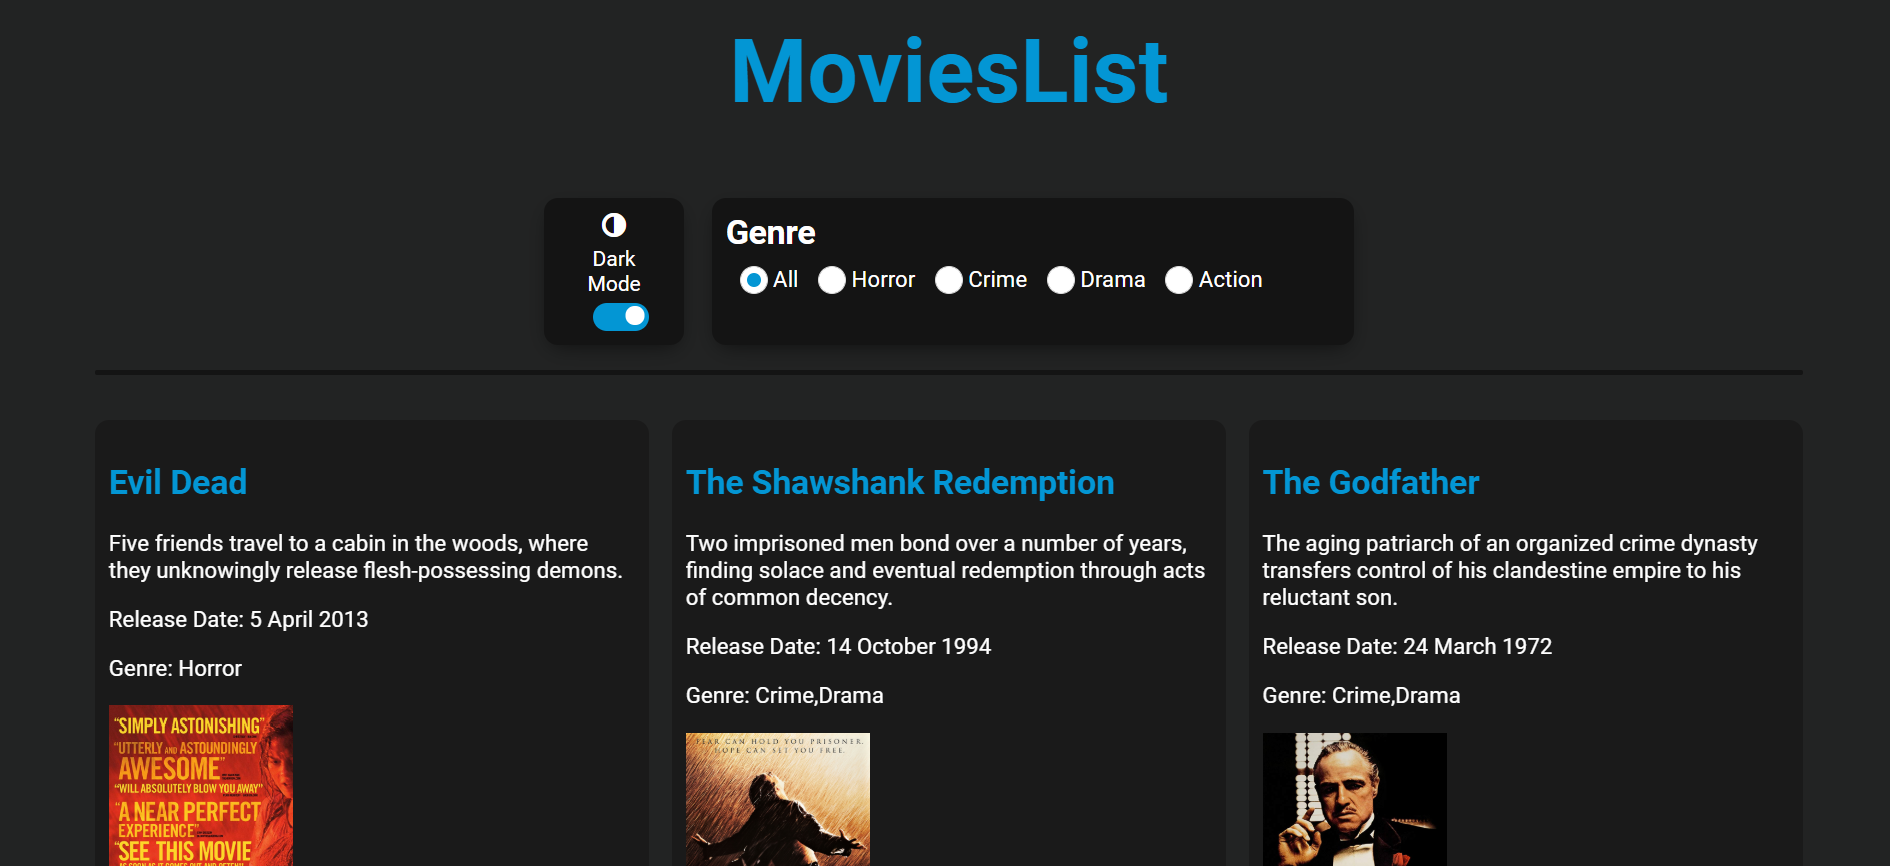 MoviesList
Dark
Mode
Genre
All Horror Crime Drama Action
Evil Dead
Five friends travel to a cabin in the woods, where
they unknowingly release flesh-possessing demons.
Release Date: 5 April 2013
Genre: Horror
"SIMPLY ASTONISHING"
"UTTERLY AND ASTOUNDINGLY
AWESOME"
"WILL ABSOLUTELY BLOW YOU AWAY"
"A NEAR PERFECT
EXPERIENCE"
"SEE THIS MOVIE
The Shawshank Redemption
Two imprisoned men bond over a number of years,
finding solace and eventual redemption through acts
of common decency.
Release Date: 14 October 1994
Genre: Crime,Drama
FEAR CAN HOLD YOU PRISONER.
HOPE CAN SET YOU FREE.
The Godfather
The aging patriarch of an organized crime dynasty
transfers control of his clandestine empire to his
reluctant son.
Release Date: 24 March 1972
Genre: Crime,Drama